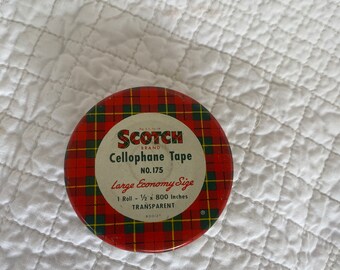 SCOTCH
BRAND
Cellophane Tape
NO. 175
Large Economy Size
1 Roll - ½ x 800 Inches
TRANSPARENT